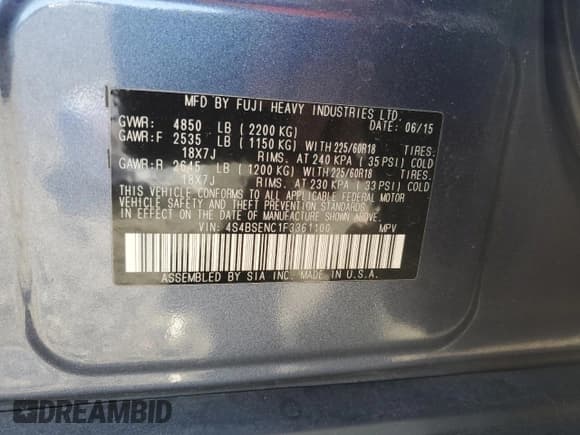 MFD BY FUJI HEAVY INDUSTRIES LTD.
GVWR: 4850 LB (2200 KG) DATE: 06/15
GAWR:F 2535 LB (1150 KG) WITH 225/60R18 TIRES.
18X7J RIMS. AT 240 KPA (35 PSI) COLD
GAWR:R 2645 LB (1200 KG) WITH 225/60R18 TIRES.
18X7J RIMS. AT 230 KPA (33 PSI) COLD
THIS VEHICLE CONFORMS TO ALL APPLICABLE
FEDERAL MOTOR
VEHICLE SAFETY AND THEFT PREVENTION STANDARDS
IN EFFECT ON THE DATE OF MANUFACTURE SHOWN
ABOVE.
VIN: 4S4BSENC1F3361100 MPV
ASSEMBLED BY SIA INC. MADE IN U.S.A.
DREAMBID